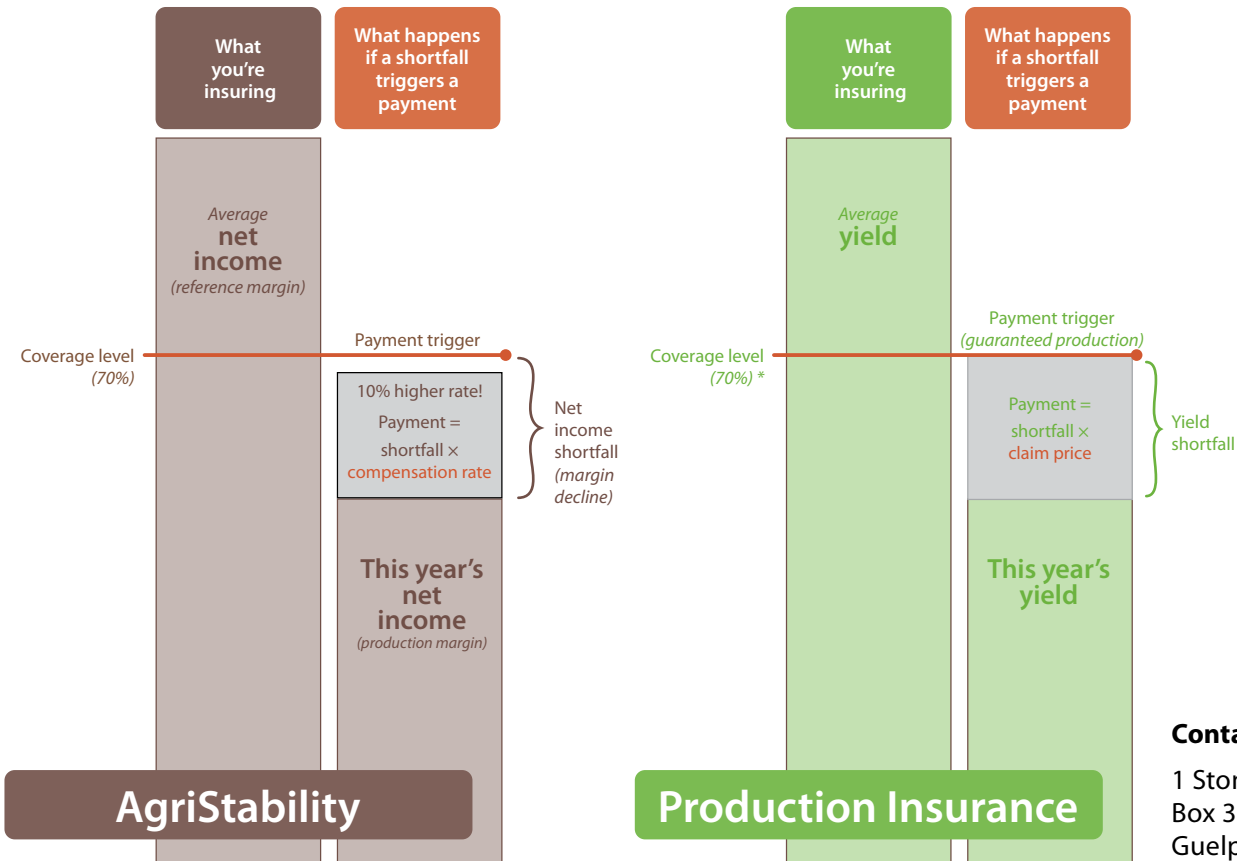 What
you're
insuring
What happens
if a shortfall
triggers a
payment
Average
net
income
(reference margin)
Payment trigger
Coverage level
(70%)
10% higher rate!
Payment =
shortfall ×
compensation rate
Net
income
shortfall
(margin
decline)
This year's
net
income
(production margin)
AgriStability
What
you're
insuring
What happens
if a shortfall
triggers a
payment
Average
yield
Payment trigger
(guaranteed production)
Coverage level
(70%) *
Payment =
shortfall ×
claim price
Yield
shortfall
This year's
yield
Production Insurance
1
Box 3